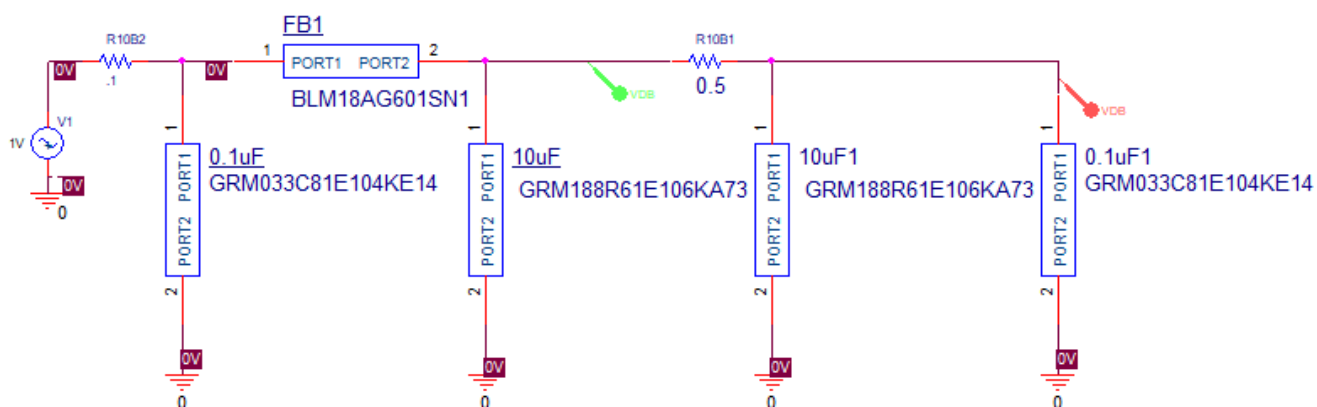 FB1
R10B2
.1
0V
0V
1
PORT1 PORT2
2
BLM18AG601SN1
VDB
R10B1
0.5
VDB
V1
1V
0V
0
1
PORT1
PORT2
2
0.1uF
GRM033C81E104KE14
0V
0
1
PORT1
PORT2
2
10uF
GRM188R61E106KA73
0V
0
1
PORT1
PORT2
2
10uF1
GRM188R61E106KA73
0V
0
1
PORT1
PORT2
2
0.1uF1
GRM033C81E104KE14
0V
0